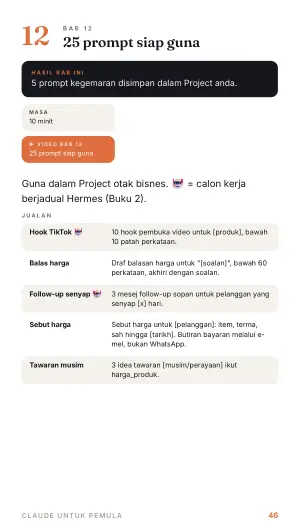 12
BAB 12
25 prompt siap guna
HASIL BAB INI
5 prompt kegemaran disimpan dalam Project anda.
MASA
10 minit
▶ VIDEO BAB 12
25 prompt siap guna
Guna dalam Project otak bisnes. = calon kerja
berjadual Hermes (Buku 2).
JUALAN
Hook TikTok
10 hook pembuka video untuk [produk], bawah
10 patah perkataan.
Balas harga
Draf balasan harga untuk "[soalan]", bawah 60
perkataan, akhiri dengan soalan.
Follow-up senyap
3 mesej follow-up sopan untuk pelanggan yang
senyap [x] hari.
Sebut harga
Sebut harga untuk [pelanggan]: item, terma,
sah hingga [tarikh]. Butiran bayaran melalui e-
mel, bukan WhatsApp.
Tawaran musim
3 idea tawaran [musim/perayaan] ikut
harga_produk.
CLAUDE UNTUK PEMULA
46